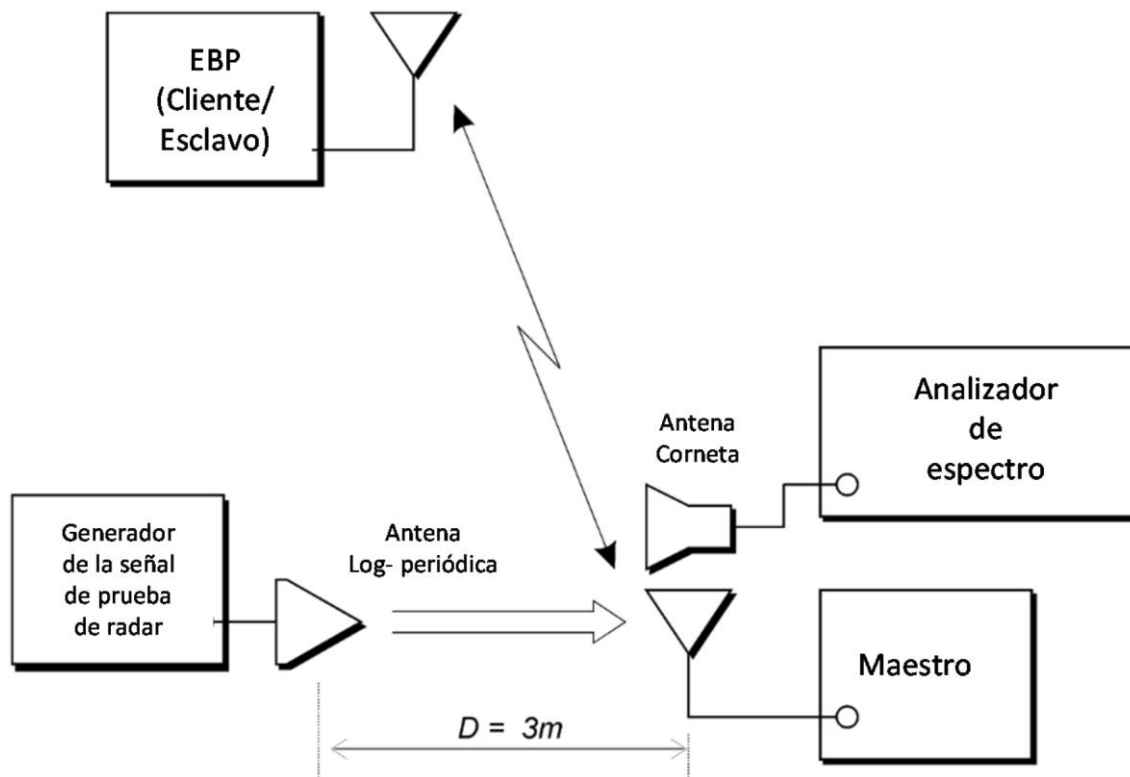 EBP
(Cliente/
Esclavo)
Antena
Corneta
Analizador
de
espectro
Generador
de la señal
de prueba
de radar
Antena
Log- periódica
Maestro
D = 3m